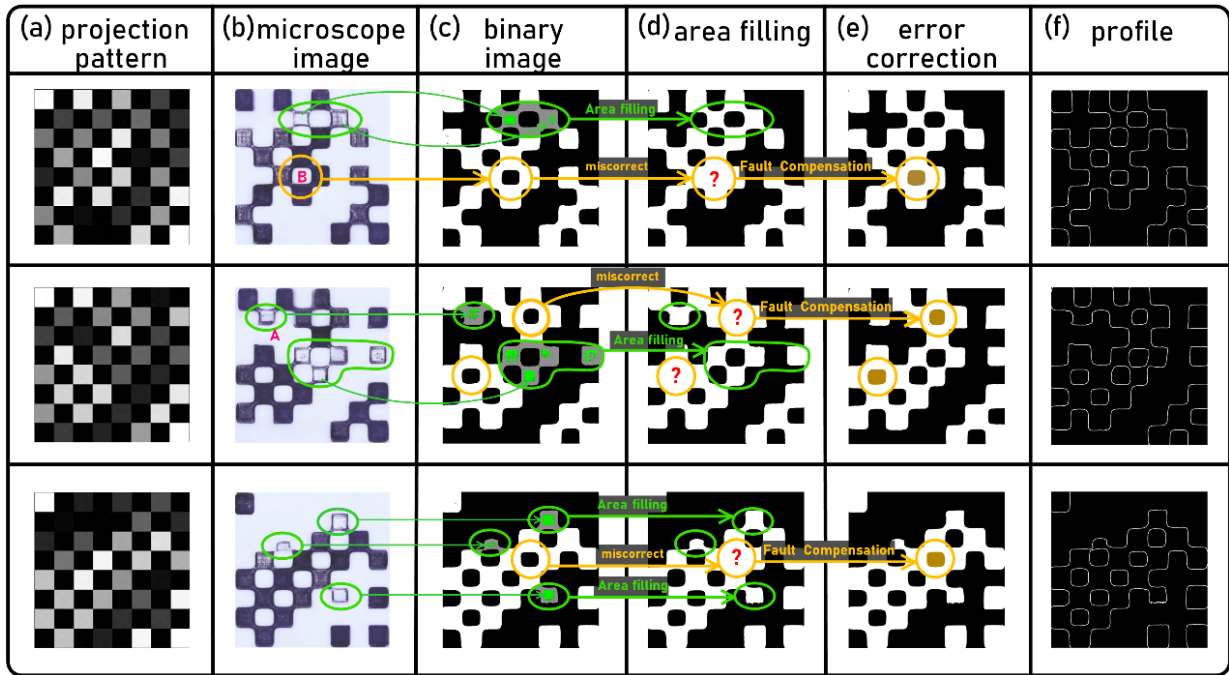 (a) projection
pattern
(b) microscope
image
(c) binary
image
(d) area filling
(e) error
correction
(f) profile
Area filling
B
miscorrect
?
Fault Compensation
miscorrect
?
Fault Compensation
A
Area filling
?
Area filling
miscorrect
?
Fault Compensation
Area filling